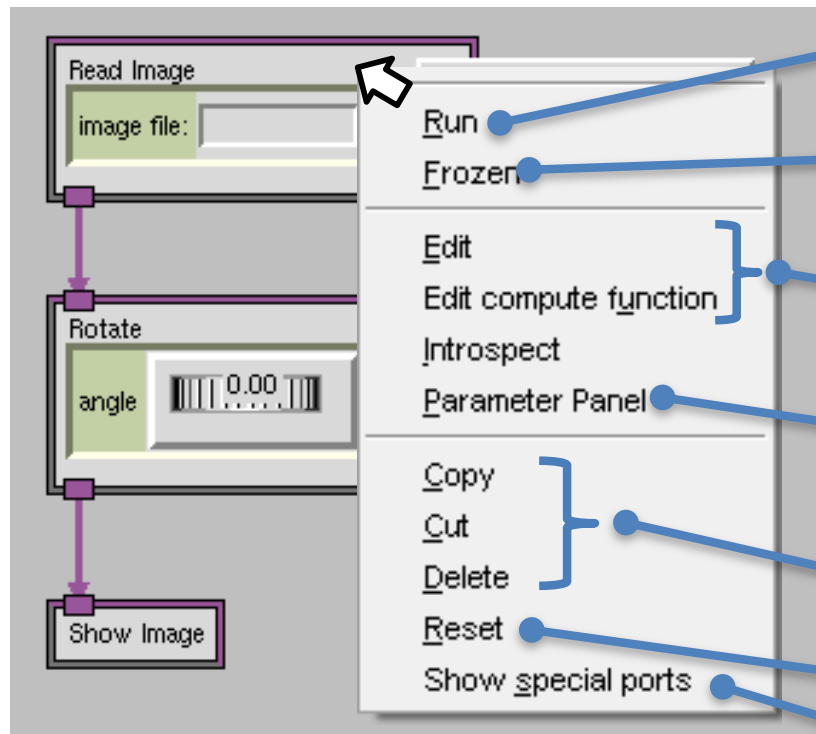 Read Image
image file:
Rotate
angle
0.00
Show Image
Run
Frozen
Edit
Edit compute function
Introspect
Parameter Panel
Copy
Cut
Delete
Reset
Show special ports